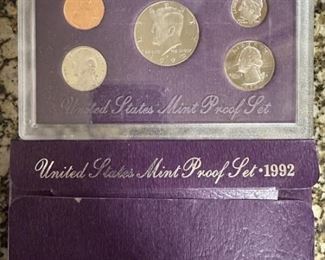 United States Mint Proof Set
United States Mint Proof Set • 1992